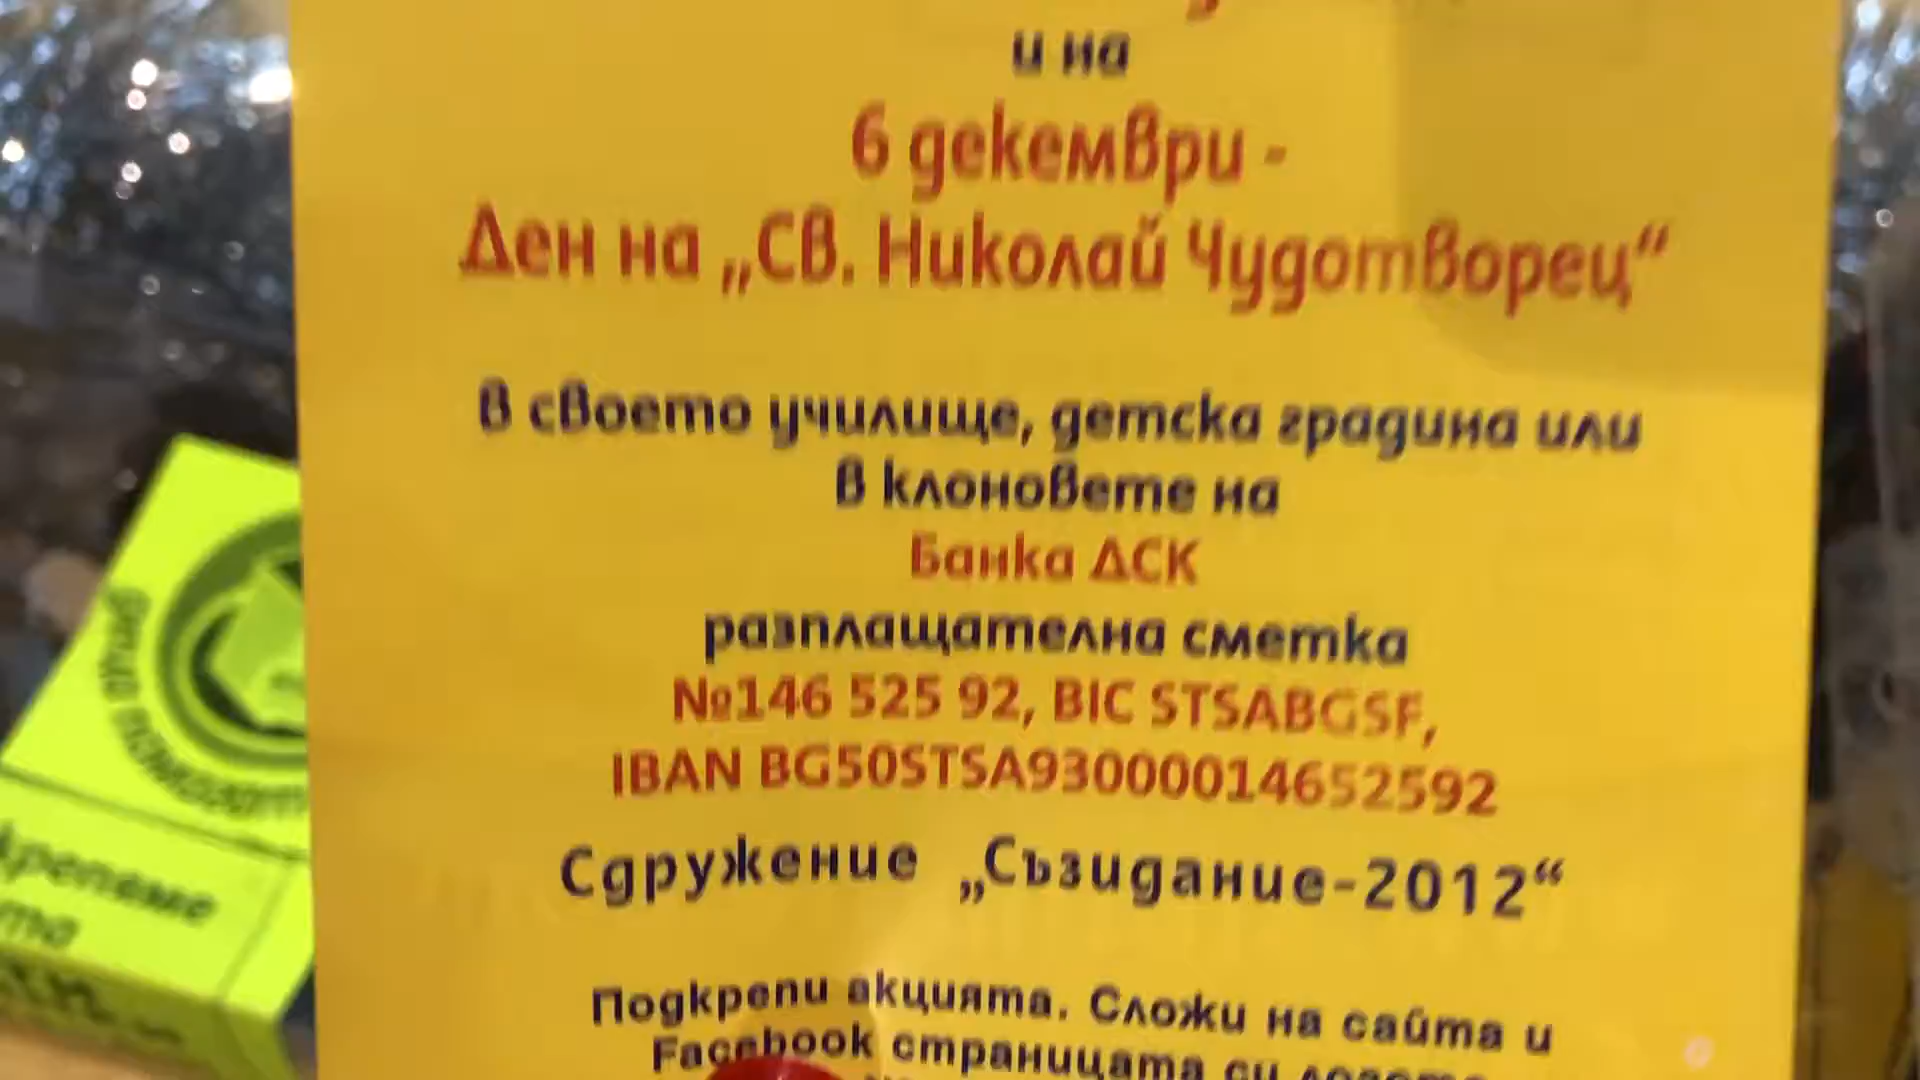 и на
6 декември -
Ден на „Св. Николай Чудотворец“
в своето училище, детска градина или
в клоновете на
Банка ДСК
разплащателна сметка
№146 525 92, BIC STSABGSF,
IBAN BG50STSA93000014652592
Сдружение „Съзидание-2012“
Подкрепи акцията. Сложи на сайта и
Facebook страницата си логото